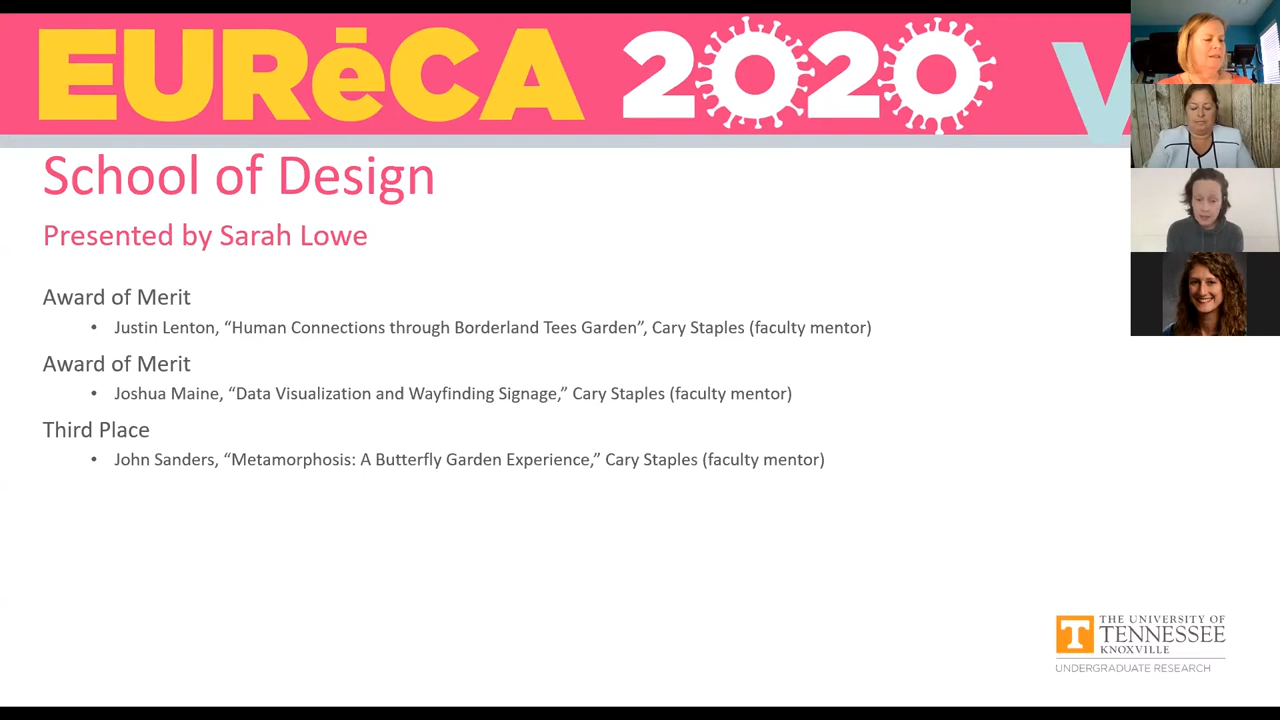 EURēCA 2020 V
School of Design
Presented by Sarah Lowe
Award of Merit
• Justin Lenton, “Human Connections through Borderland Tees Garden”, Cary Staples (faculty mentor)
Award of Merit
• Joshua Maine, “Data Visualization and Wayfinding Signage,” Cary Staples (faculty mentor)
Third Place
• John Sanders, “Metamorphosis: A Butterfly Garden Experience,” Cary Staples (faculty mentor)
T
THE UNIVERSITY OF
TENNESSEE
KNOXVILLE
UNDERGRADUATE RESEARCH